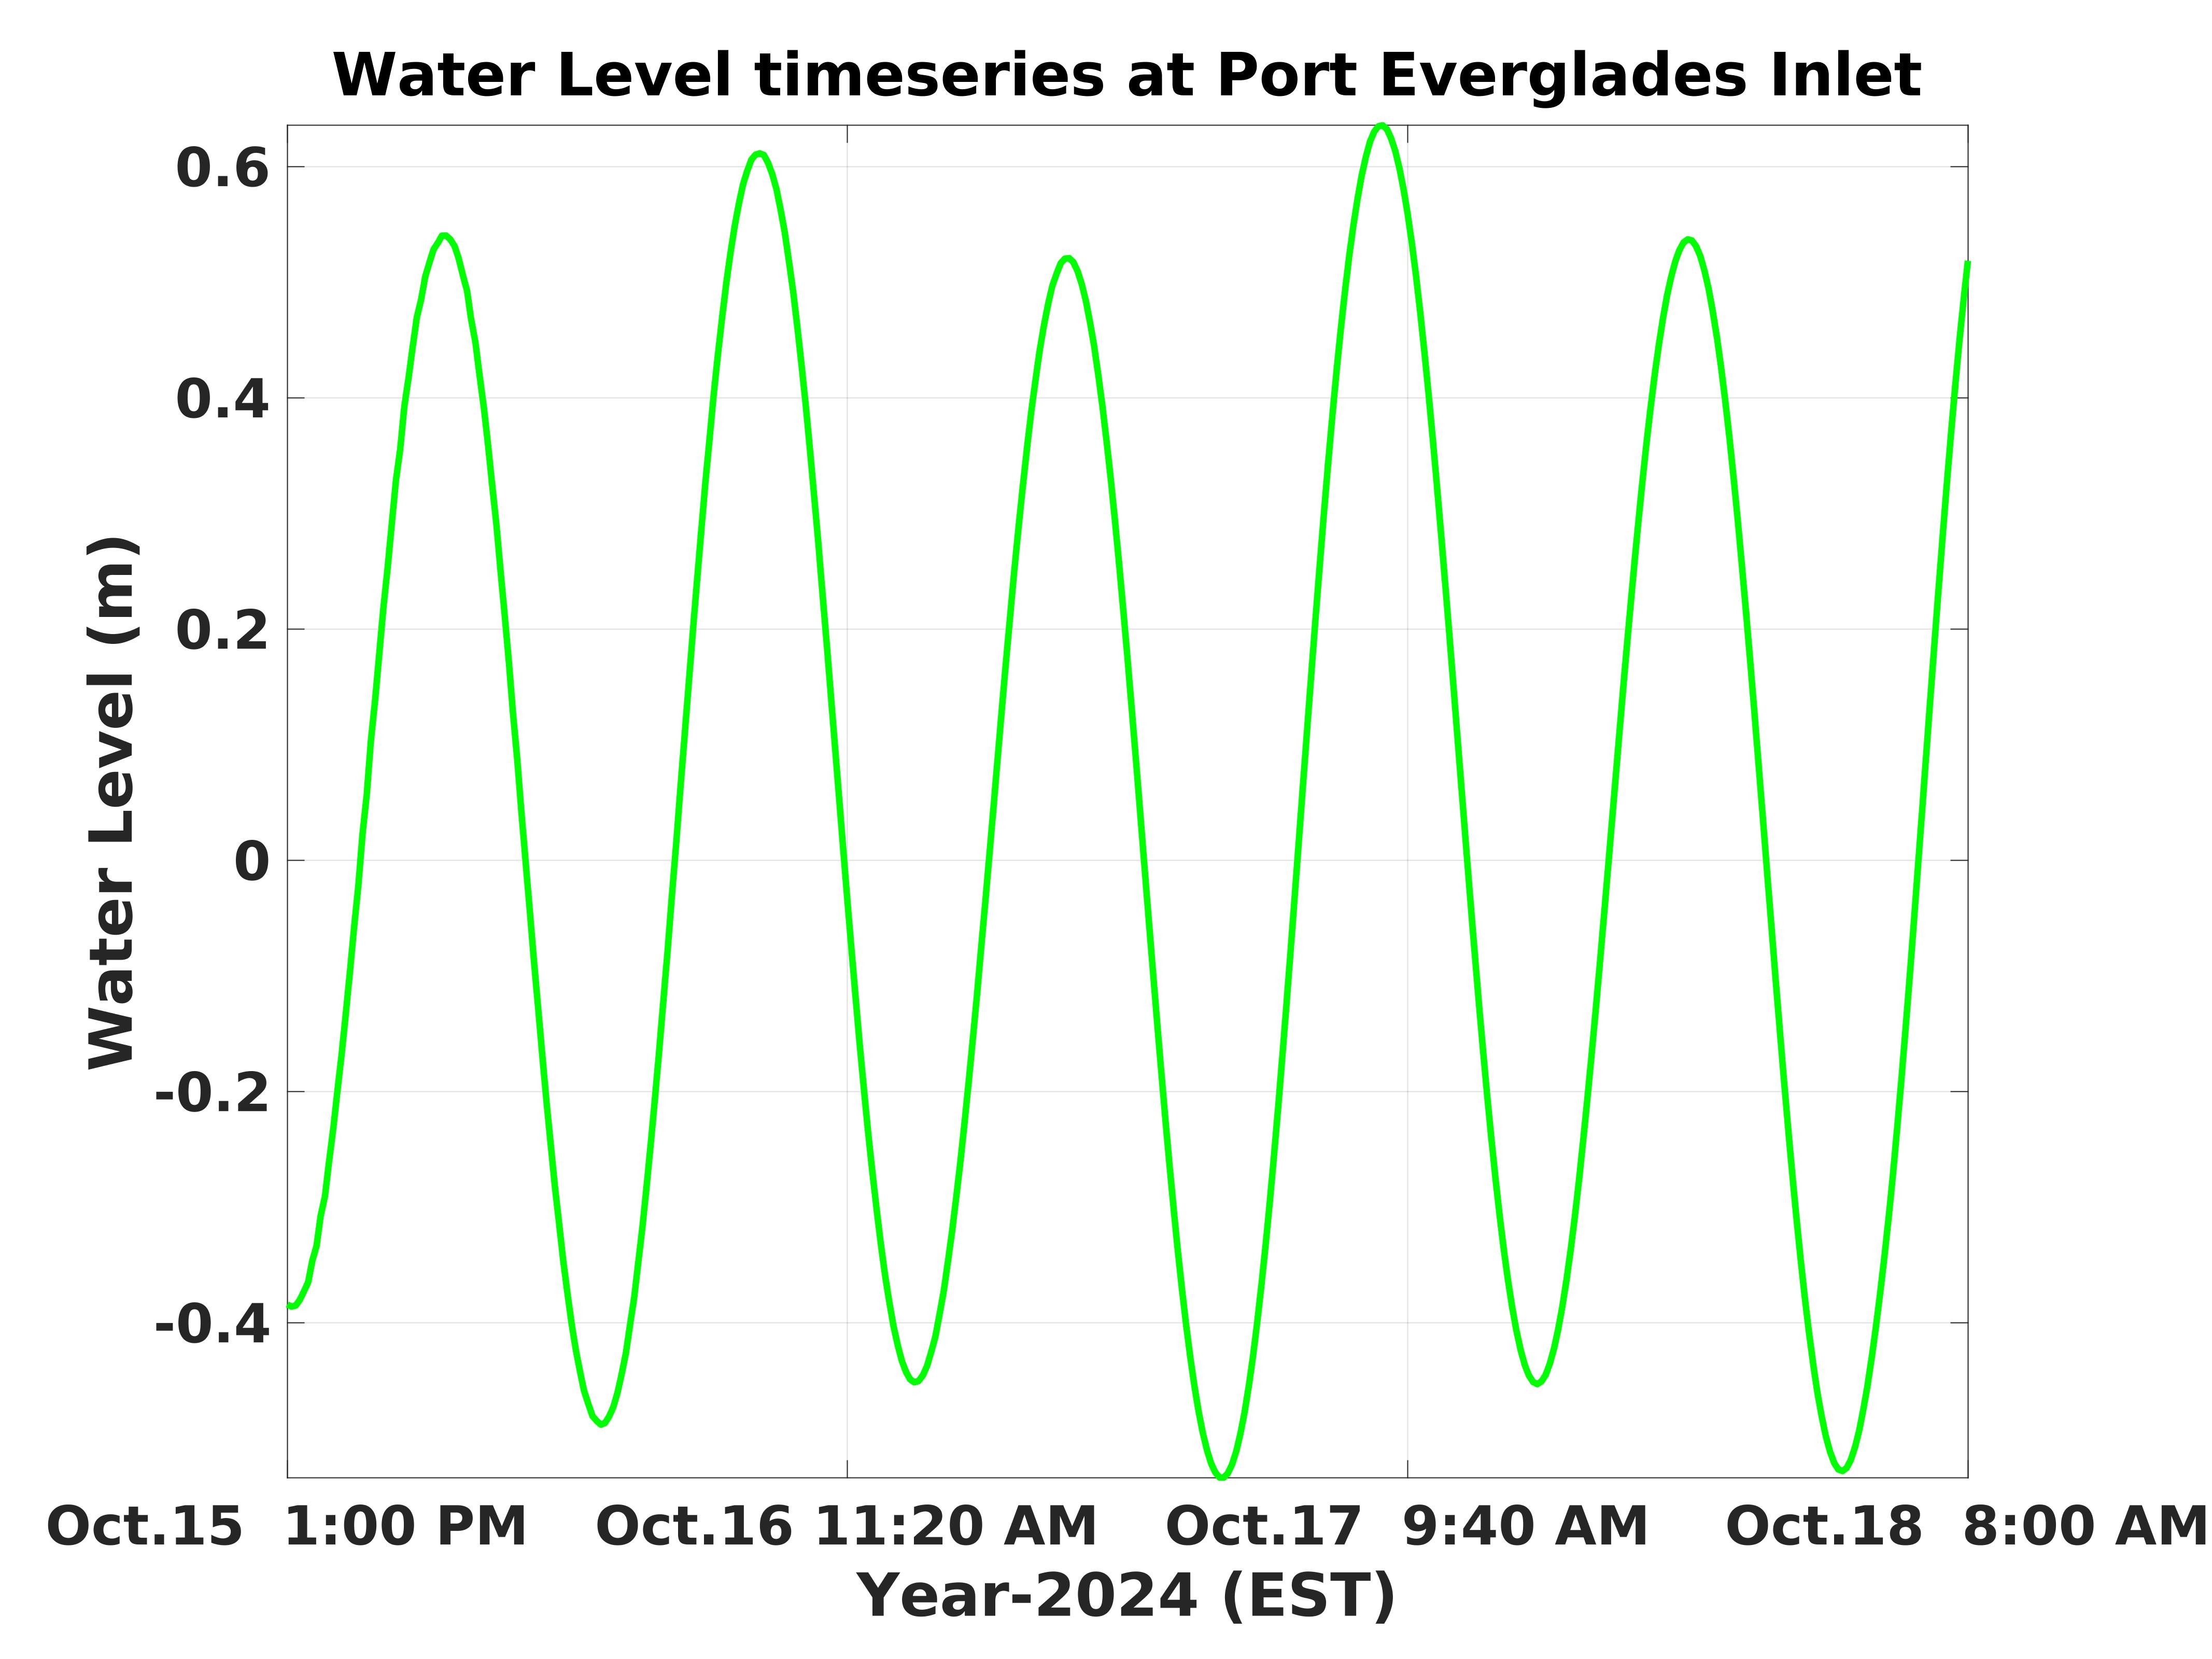 Water Level timeseries at Port Everglades Inlet
0.6
0.4
0.2
0
-0.2
-0.4
Water Level (m)
Oct.15 1:00 PM Oct.16 11:20 AM Oct.17 9:40 AM Oct.18 8:00 AM
Year-2024 (EST)